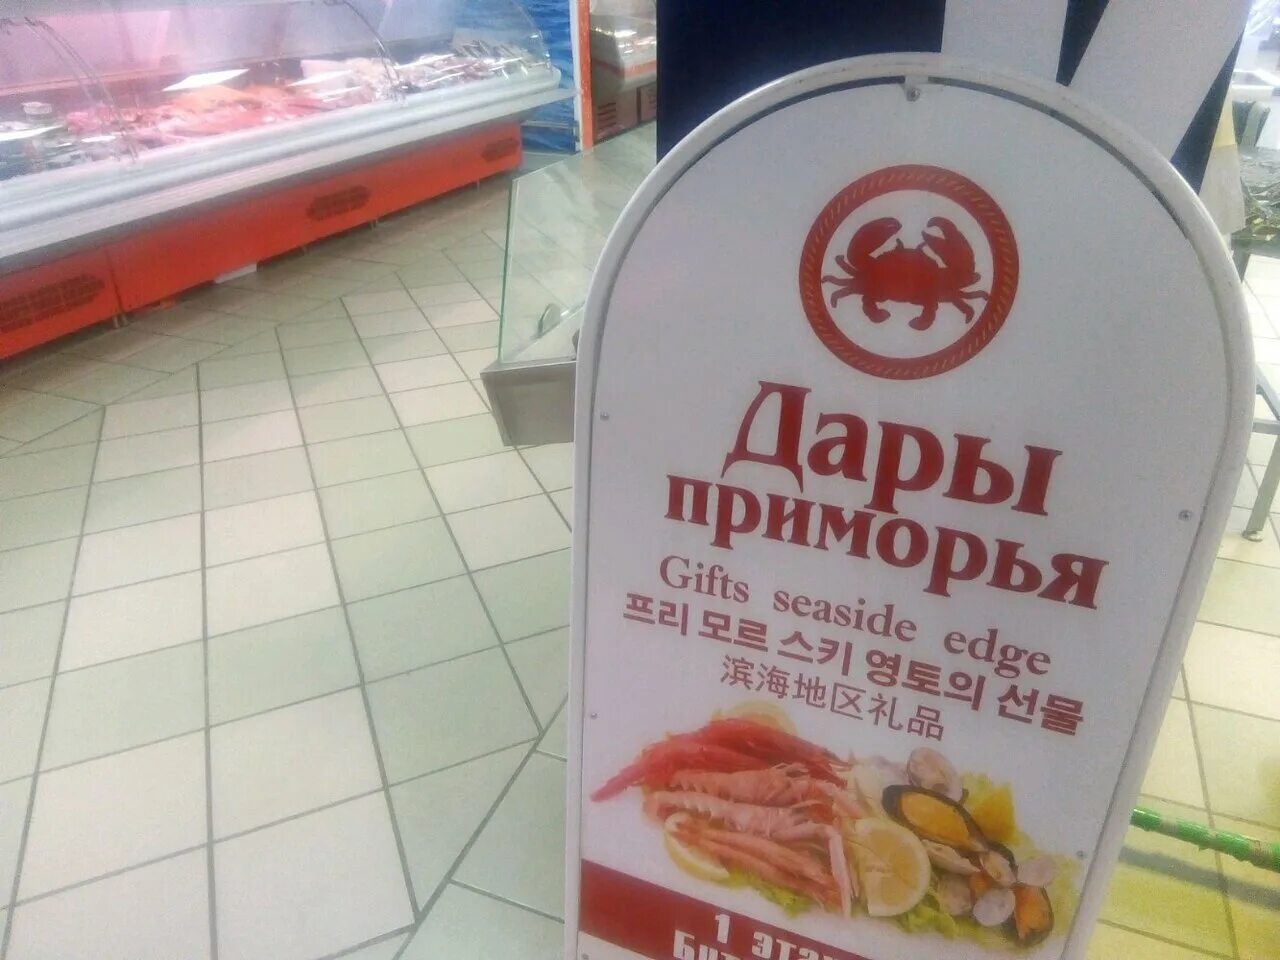 Дары
приморья
Gifts seaside edge
프리 모르 스키 영토의 선물
滨海地区礼品
1